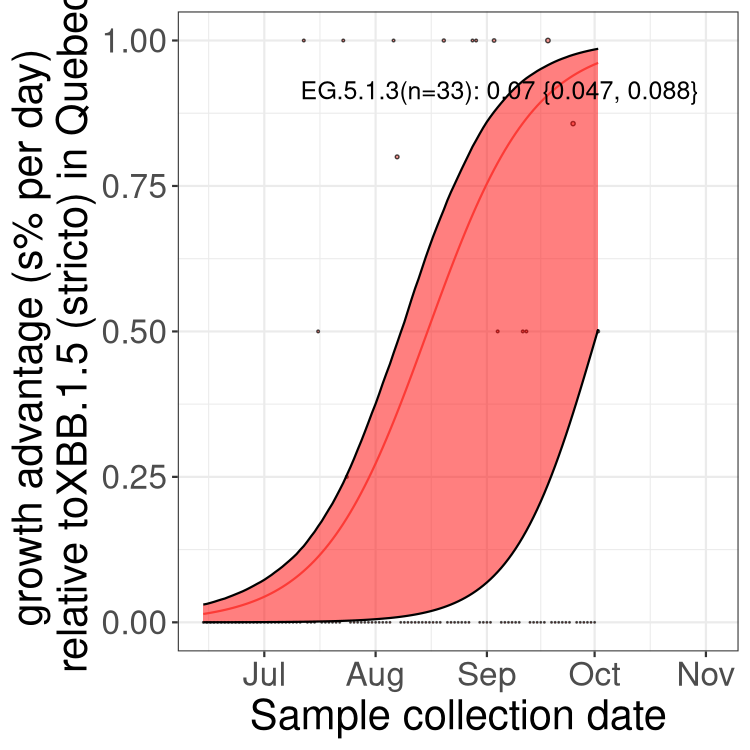 growth advantage (s% per day)
relative toXBB.1.5 (stricto) in Quebec
1.00
0.75
0.50
0.25
0.00
EG.5.1.3(n=33): 0.07 {0.047, 0.088}
Jul Aug Sep Oct Nov
Sample collection date